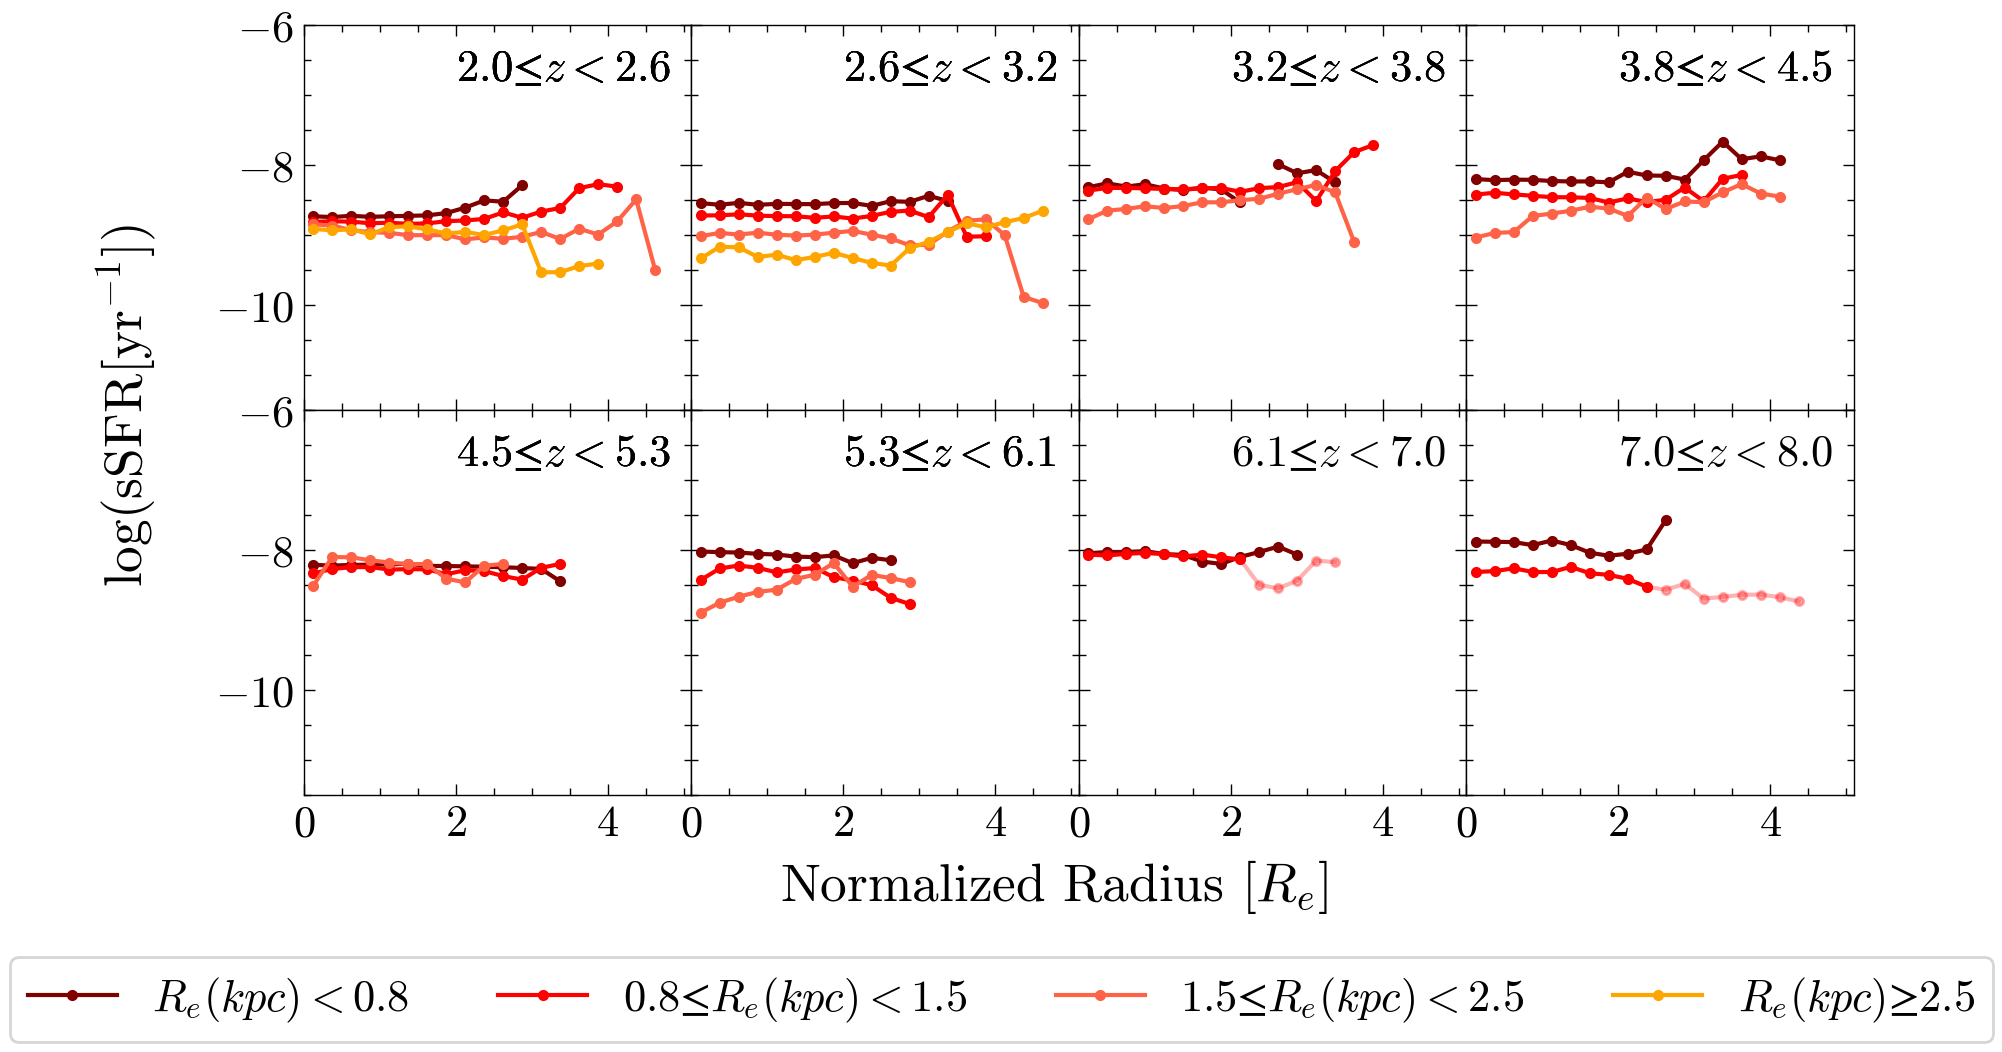 −6
2.0≤z < 2.6
2.6≤z < 3.2
3.2≤z < 3.8
3.8≤z < 4.5
−8
−10
log(sSFR[yr⁻¹])
−6
4.5≤z < 5.3
5.3≤z < 6.1
6.1≤z < 7.0
7.0≤z < 8.0
−8
−10
0 2 4 0 2 4 0 2 4 0 2 4
Normalized Radius [Rₑ]
Rₑ(kpc) < 0.8
0.8≤Rₑ(kpc) < 1.5
1.5≤Rₑ(kpc) < 2.5
Rₑ(kpc)≥2.5